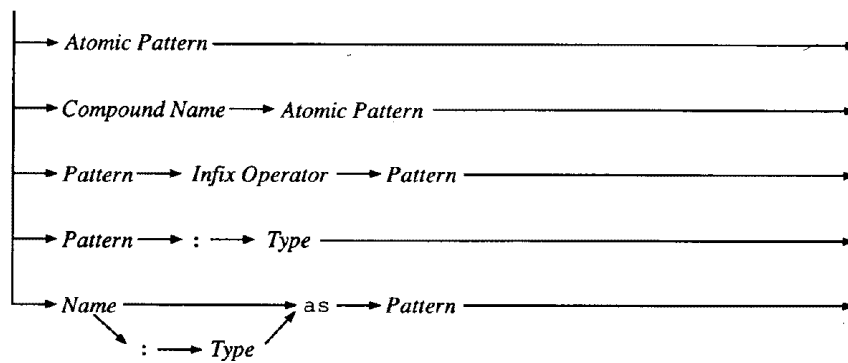 Atomic Pattern
Compound Name Atomic Pattern
Pattern Infix Operator Pattern
Pattern : Type
Name as Pattern
: Type